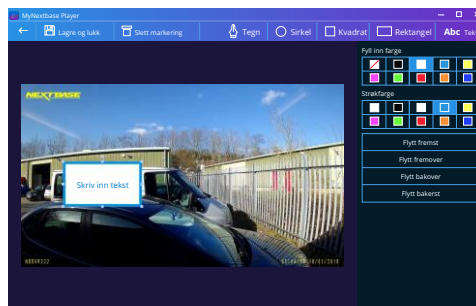 MyNextbase Player
Lagre og lukk
Slett markering
Tegn
Sirkel
Kvadrat
Rektangel
Abc
Fyll inn farge
Strøkfarge
NEXTBASE
Skriv inn tekst
Flytt fremst
Flytt fremover
Flytt bakover
Flytt bakerst